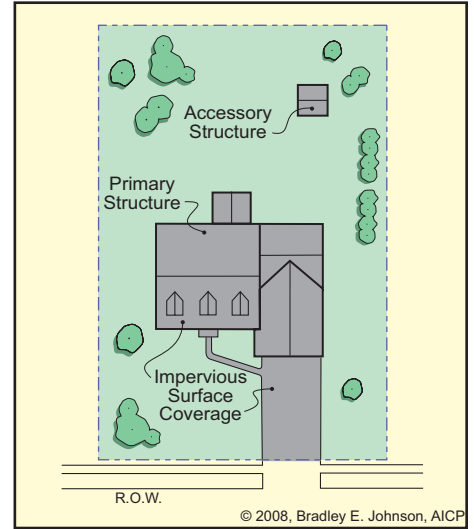 Accessory
Structure
Primary
Structure
Impervious
Surface
Coverage
R.O.W.
© 2008, Bradley E. Johnson, AICP